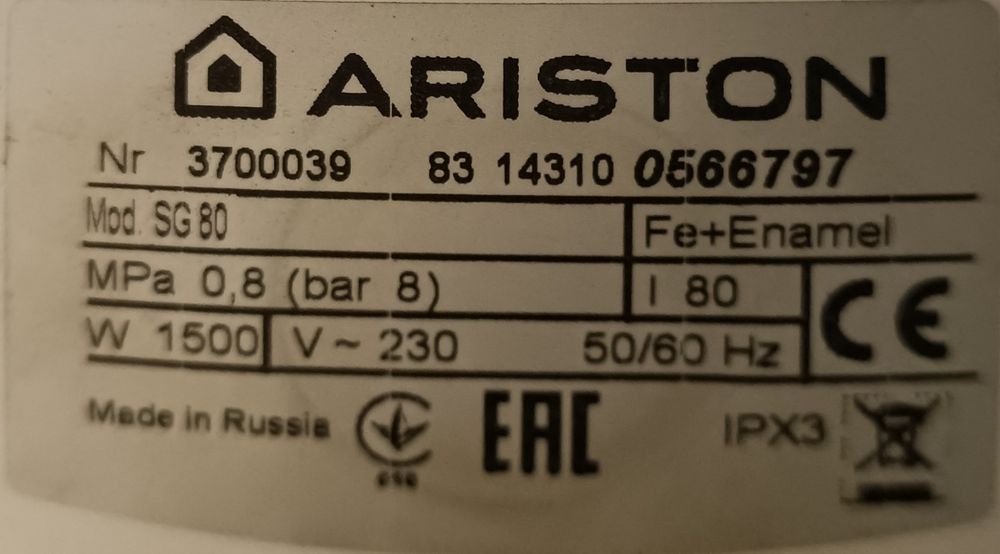 ARISTON
Nr 3700039 83 14310 0566797
Mod. SG 80 Fe+Enamel
MPa 0,8 (bar 8) l 80 CE
W 1500 V ~ 230 50/60 Hz
Made in Russia EAC IPX3